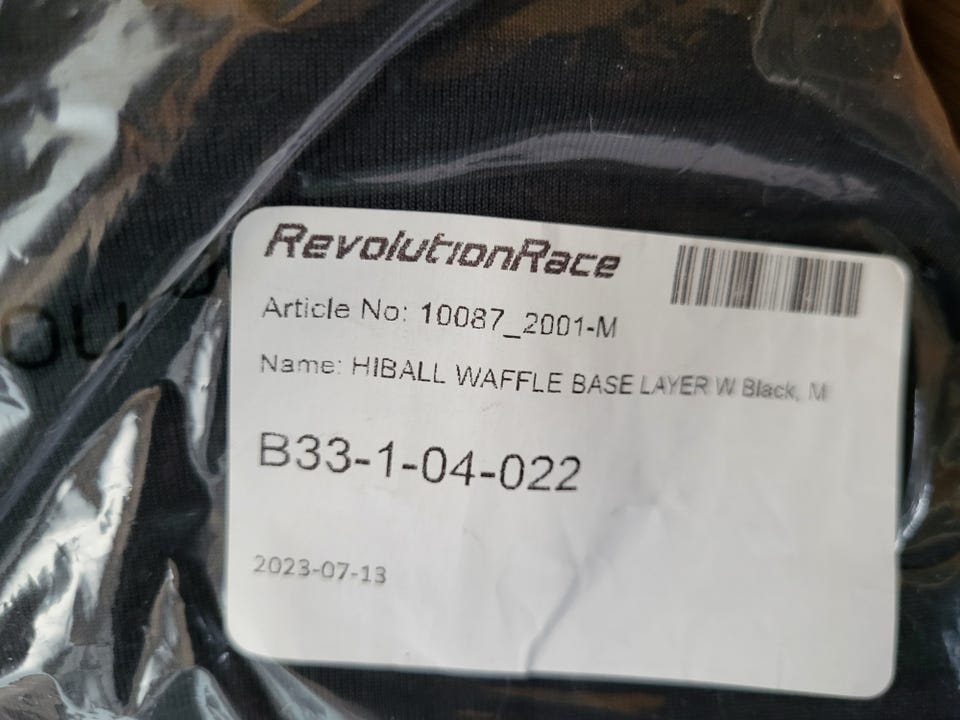 RevolutionRace
Article No: 10087_2001-M
Name: HIBALL WAFFLE BASE LAYER W Black, M
B33-1-04-022
2023-07-13